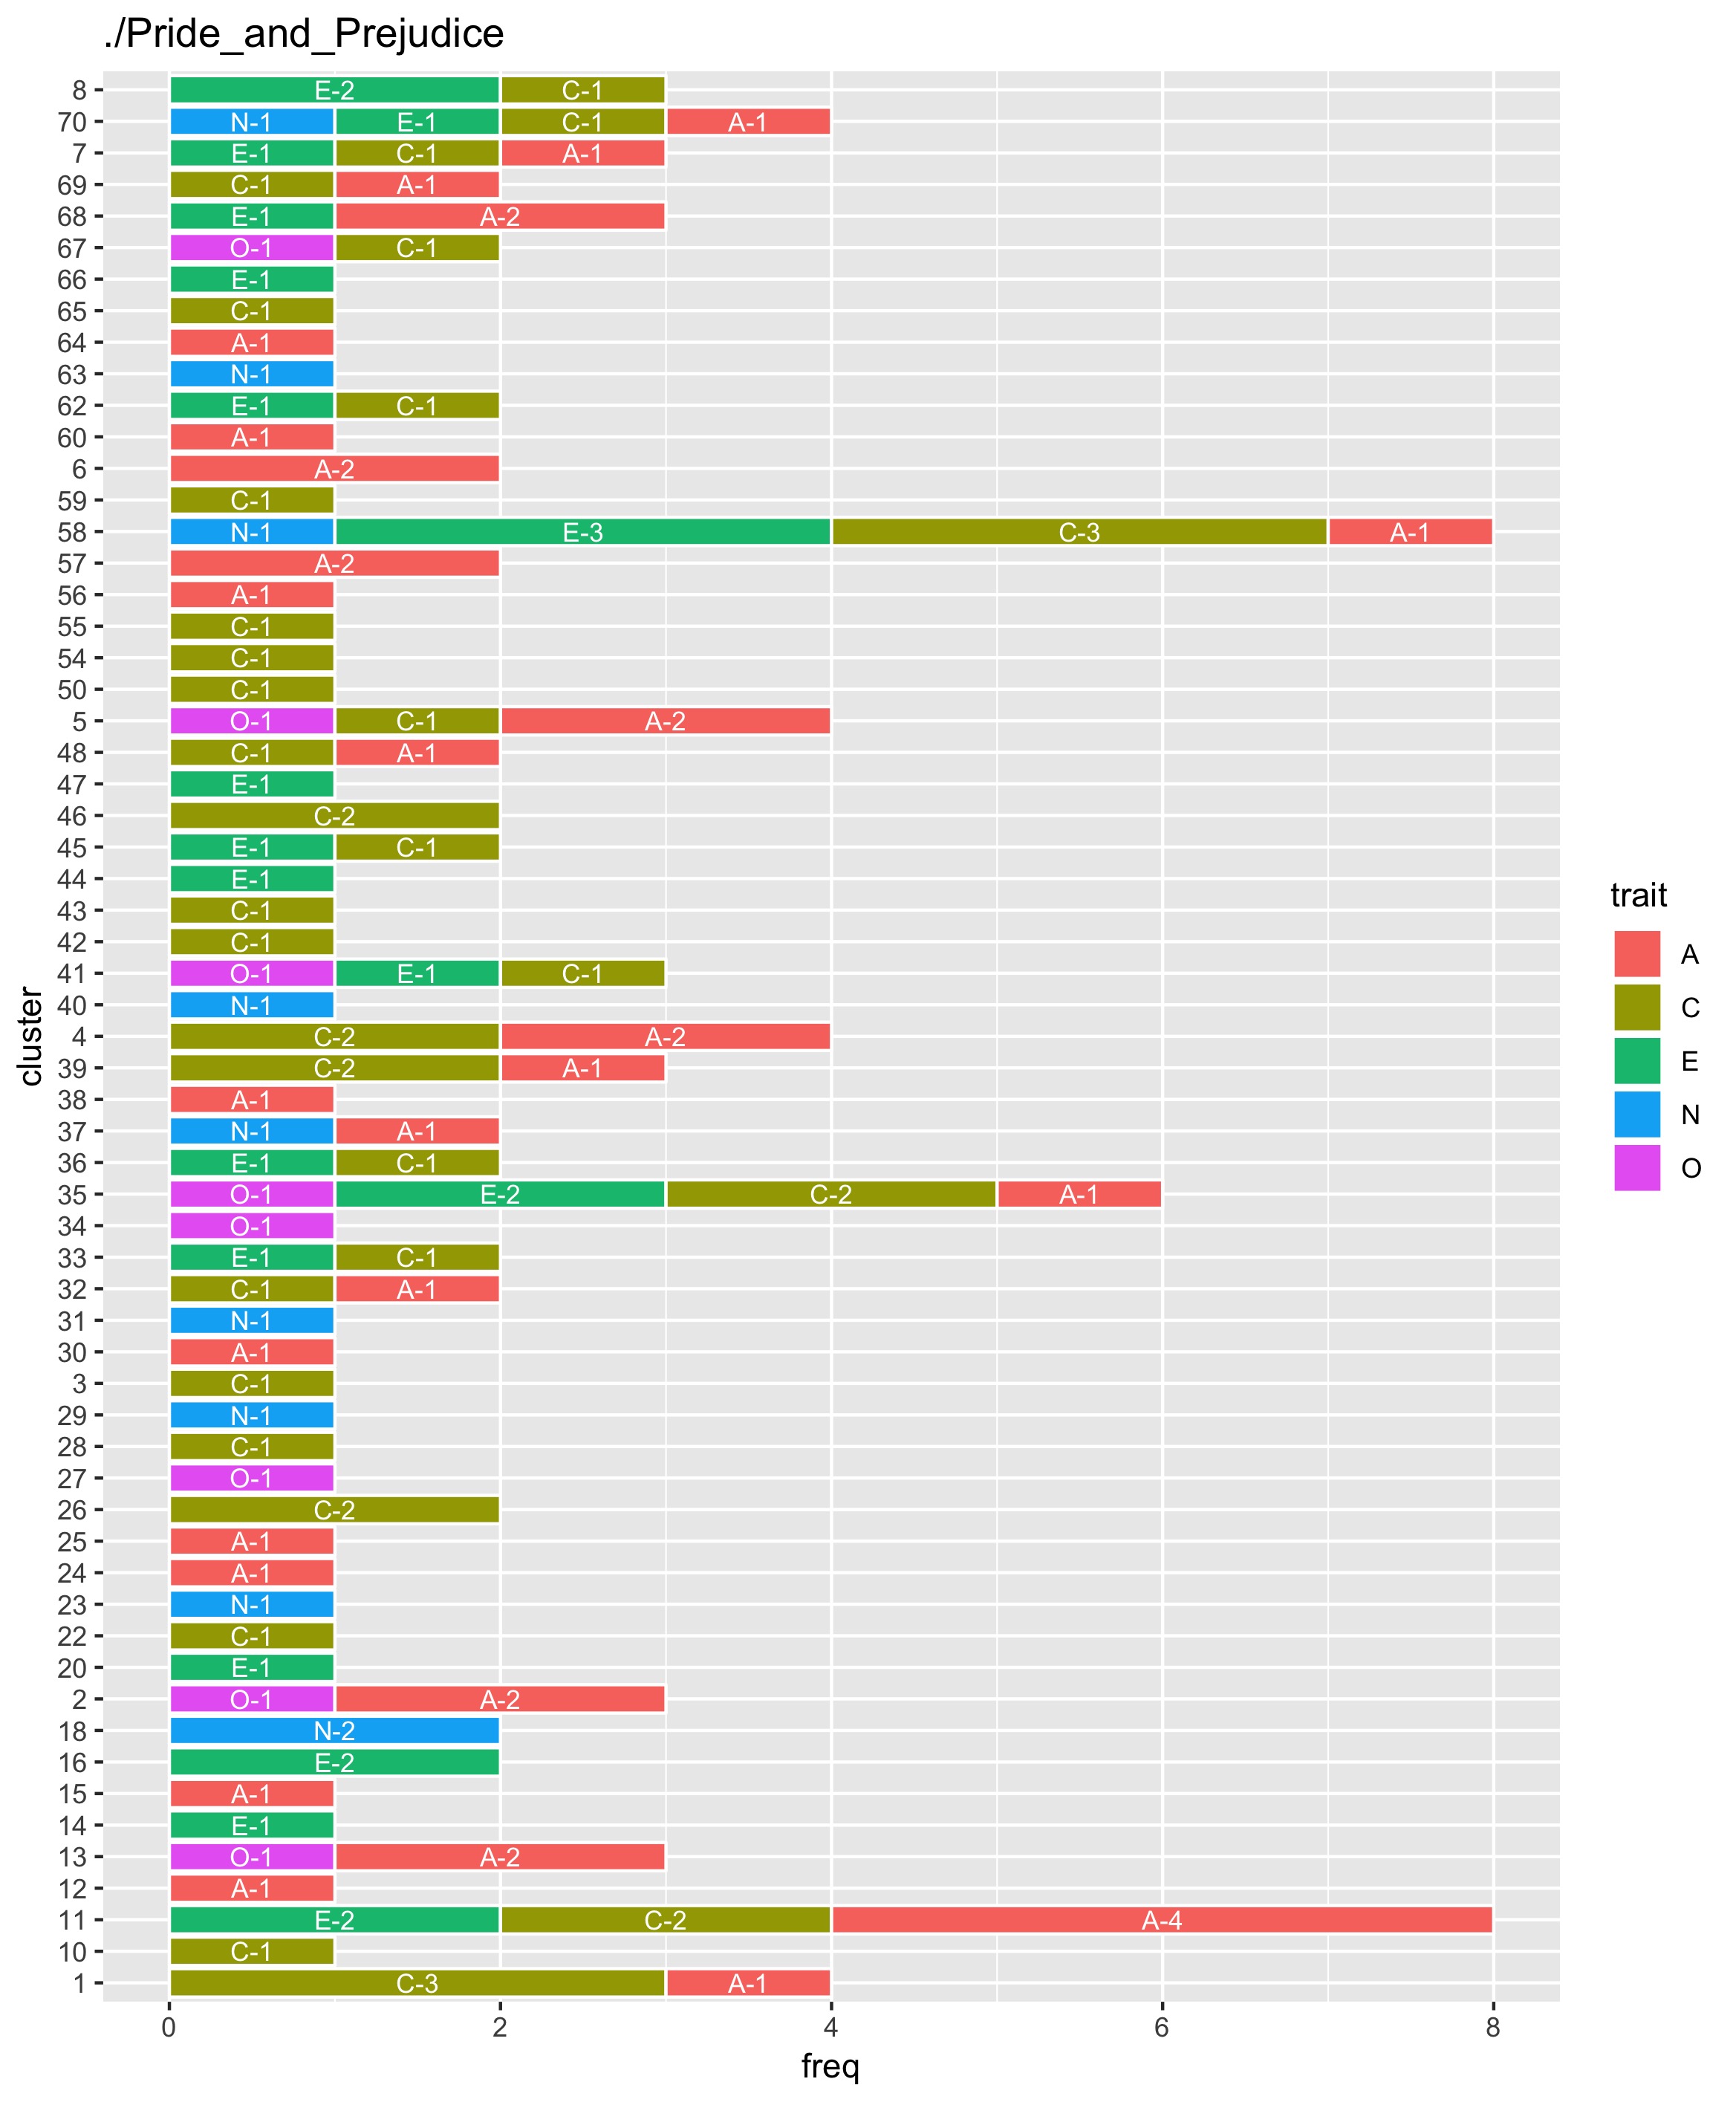 ./Pride_and_Prejudice
8 E-2 C-1
70 N-1 E-1 C-1 A-1
7 E-1 C-1 A-1
69 C-1 A-1
68 E-1 A-2
67 O-1 C-1
66 E-1
65 C-1
64 A-1
63 N-1
62 E-1 C-1
60 A-1
6 A-2
59 C-1
58 N-1 E-3 C-3 A-1
57 A-2
56 A-1
55 C-1
54 C-1
50 C-1
5 O-1 C-1 A-2
48 C-1 A-1
47 E-1
46 C-2
45 E-1 C-1
44 E-1
43 C-1
42 C-1
41 O-1 E-1 C-1
40 N-1
4 C-2 A-2
39 C-2 A-1
38 A-1
37 N-1 A-1
36 E-1 C-1
35 O-1 E-2 C-2 A-1
34 O-1
33 E-1 C-1
32 C-1 A-1
31 N-1
30 A-1
3 C-1
29 N-1
28 C-1
27 O-1
26 C-2
25 A-1
24 A-1
23 N-1
22 C-1
20 E-1
2 O-1 A-2
18 N-2
16 E-2
15 A-1
14 E-1
13 O-1 A-2
12 A-1
11 E-2 C-2 A-4
10 C-1
1 C-3 A-1
0 2 4 6 8
freq
cluster
trait
A
C
E
N
O